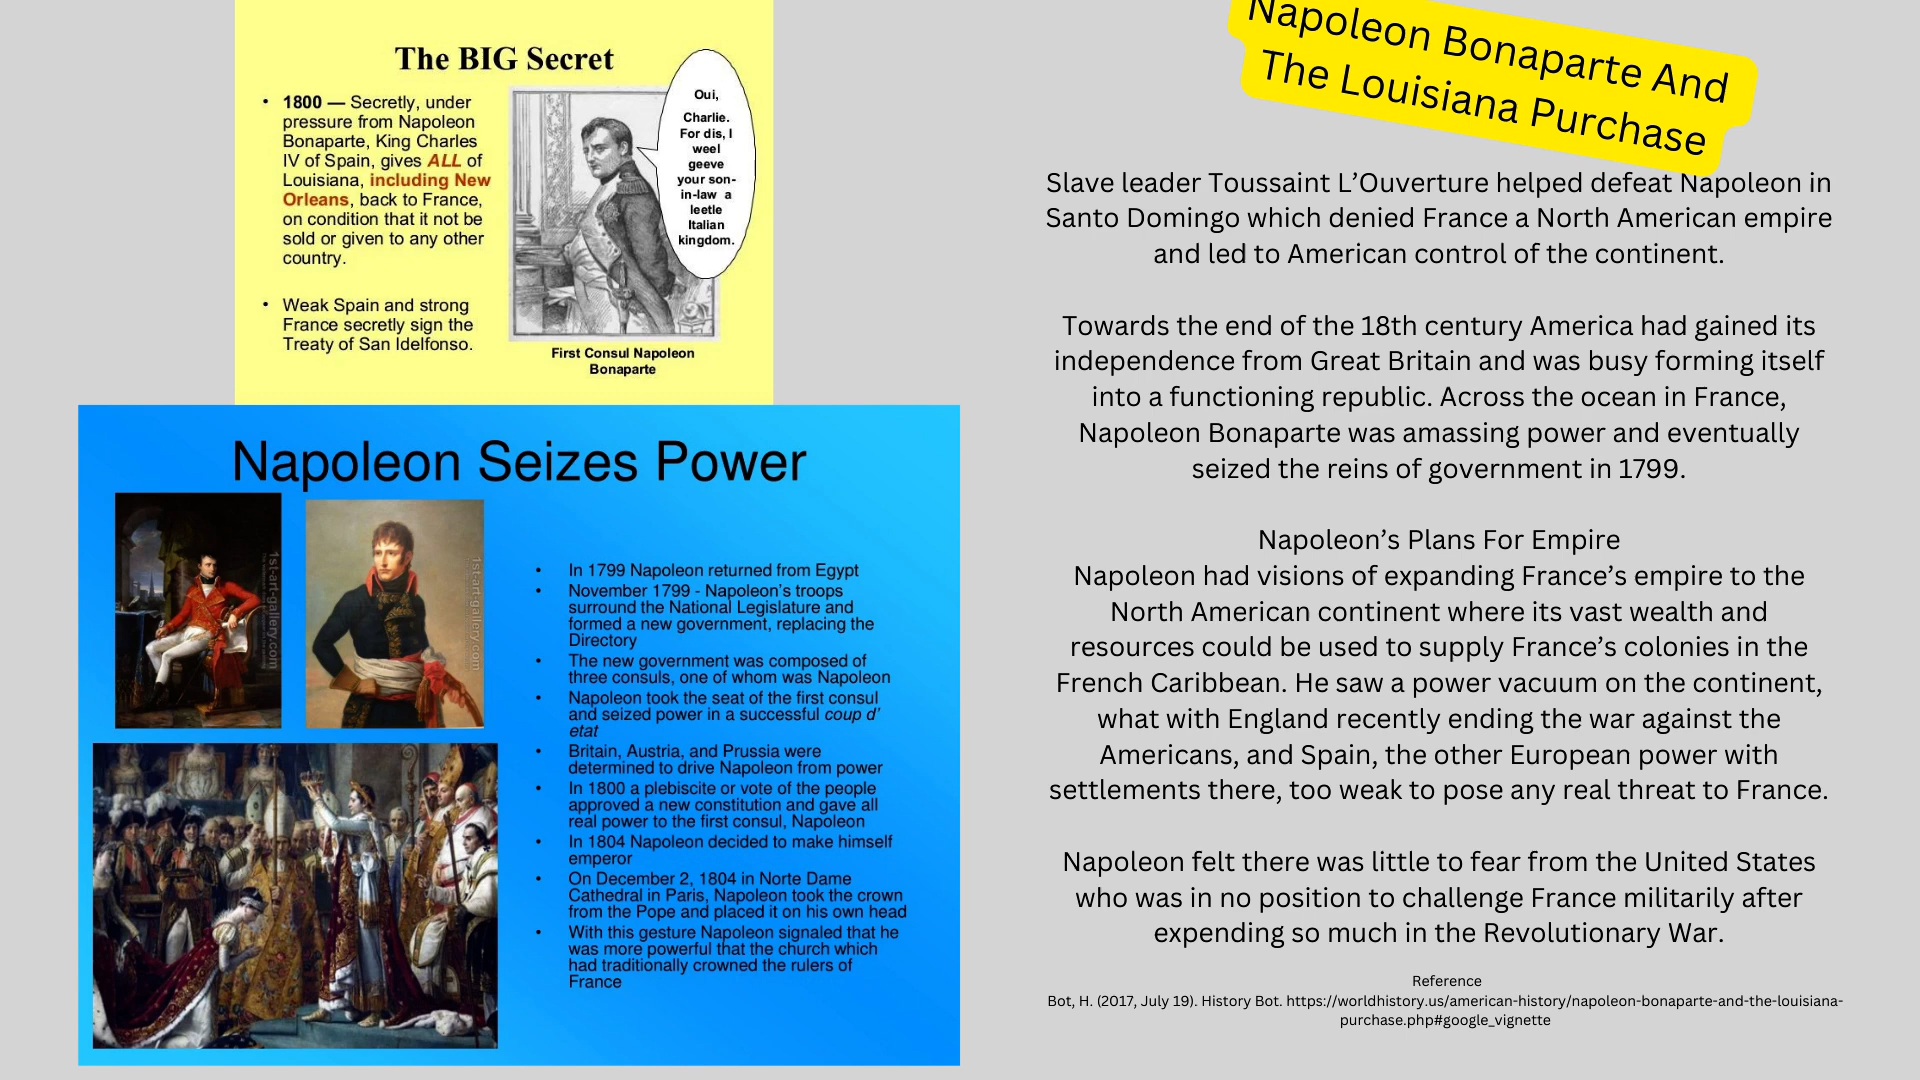 The BIG Secret
• 1800 — Secretly, under
pressure from Napoleon
Bonaparte, King Charles
IV of Spain, gives ALL of
Louisiana, including New
Orleans, back to France,
on condition that it not be
sold or given to any other
country.
• Weak Spain and strong
France secretly sign the
Treaty of San Idelfonso.
Oui,
Charlie.
For dis, I
weel
geeve
your son-
in-law a
leetle
Italian
kingdom.
First Consul Napoleon
Bonaparte
Napoleon Seizes Power
1st-art-gallery.com
1st-art-gallery.com
• In 1799 Napoleon returned from Egypt
• November 1799 - Napoleon's troops
surround the National Legislature and
formed a new government, replacing the
Directory
• The new government was composed of
three consuls, one of whom was Napoleon
• Napoleon took the seat of the first consul
and seized power in a successful coup d'
etat
• Britain, Austria, and Prussia were
determined to drive Napoleon from power
• In 1800 a plebiscite or vote of the people
approved a new constitution and gave all
real power to the first consul, Napoleon
• In 1804 Napoleon decided to make himself
emperor
• On December 2, 1804 in Norte Dame
Cathedral in Paris, Napoleon took the crown
from the Pope and placed it on his own head
• With this gesture Napoleon signaled that he
was more powerful that the church which
had traditionally crowned the rulers of
France
Napoleon Bonaparte And
The Louisiana Purchase
Slave leader Toussaint L'Ouverture helped defeat Napoleon in
Santo Domingo which denied France a North American empire
and led to American control of the continent.
Towards the end of the 18th century America had gained its
independence from Great Britain and was busy forming itself
into a functioning republic. Across the ocean in France,
Napoleon Bonaparte was amassing power and eventually
seized the reins of government in 1799.
Napoleon's Plans For Empire
Napoleon had visions of expanding France's empire to the
North American continent where its vast wealth and
resources could be used to supply France's colonies in the
French Caribbean. He saw a power vacuum on the continent,
what with England recently ending the war against the
Americans, and Spain, the other European power with
settlements there, too weak to pose any real threat to France.
Napoleon felt there was little to fear from the United States
who was in no position to challenge France militarily after
expending so much in the Revolutionary War.
Reference
Bot, H. (2017, July 19). History Bot. https://worldhistory.us/american-history/napoleon-bonaparte-and-the-louisiana-
purchase.php#google_vignette